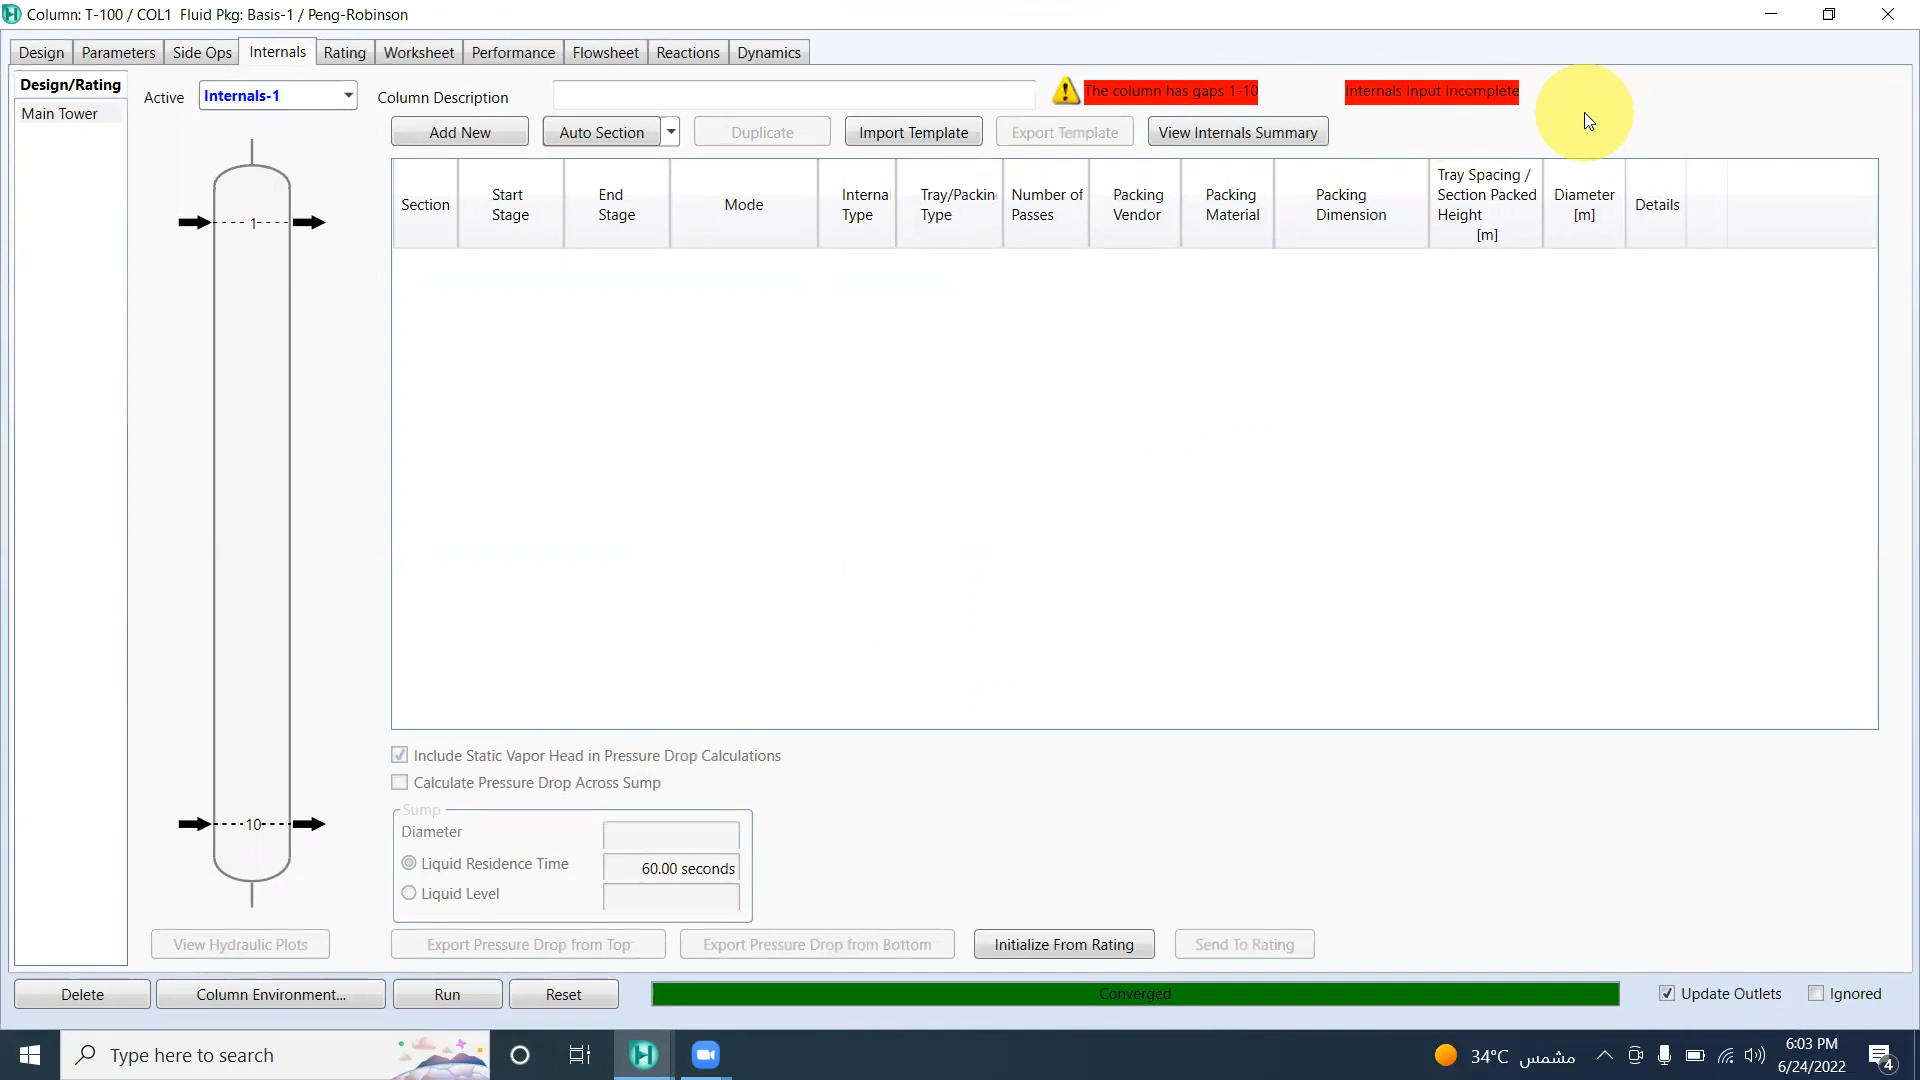 Column: T-100 / COL1 Fluid Pkg: Basis-1 / Peng-Robinson
Design Parameters Side Ops Internals Rating Worksheet Performance Flowsheet Reactions Dynamics
Design/Rating
Main Tower
Active Internals-1 Column Description The column has gaps 1-10 Internals Input Incomplete
Add New Auto Section Duplicate Import Template Export Template View Internals Summary
Section
Start Stage
End Stage
Mode
Interna Type
Tray/Packin Type
Number of Passes
Packing Vendor
Packing Material
Packing Dimension
Tray Spacing / Section Packed Height [m]
Diameter [m]
Details
1
10
Include Static Vapor Head in Pressure Drop Calculations
Calculate Pressure Drop Across Sump
Sump
Diameter
Liquid Residence Time 60.00 seconds
Liquid Level
View Hydraulic Plots Export Pressure Drop from Top Export Pressure Drop from Bottom Initialize From Rating Send To Rating
Delete Column Environment... Run Reset Converged Update Outlets Ignored
Type here to search
34°C مشمس
6:03 PM
6/24/2022
4